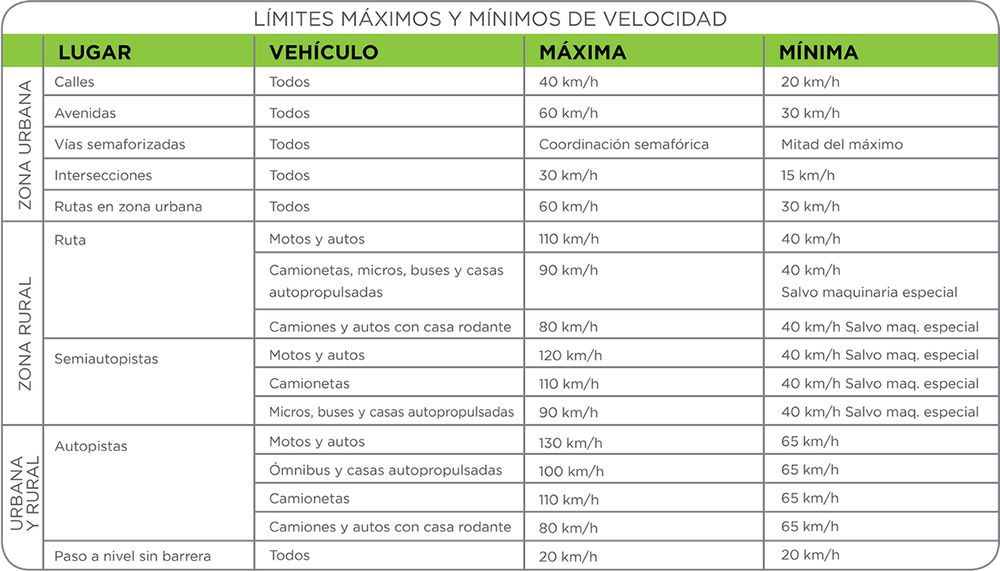 LÍMITES MÁXIMOS Y MÍNIMOS DE VELOCIDAD
LUGAR VEHÍCULO MÁXIMA MÍNIMA
ZONA URBANA
Calles Todos 40 km/h 20 km/h
Avenidas Todos 60 km/h 30 km/h
Vías semaforizadas Todos Coordinación semafórica Mitad del máximo
Intersecciones Todos 30 km/h 15 km/h
Rutas en zona urbana Todos 60 km/h 30 km/h
ZONA RURAL
Ruta Motos y autos 110 km/h 40 km/h
Camionetas, micros, buses y casas 90 km/h 40 km/h
autopropulsadas Salvo maquinaria especial
Camiones y autos con casa rodante 80 km/h 40 km/h Salvo maq. especial
Semiautopistas Motos y autos 120 km/h 40 km/h Salvo maq. especial
Camionetas 110 km/h 40 km/h Salvo maq. especial
Micros, buses y casas autopropulsadas 90 km/h 40 km/h Salvo maq. especial
URBANA
Y RURAL
Autopistas Motos y autos 130 km/h 65 km/h
Ómnibus y casas autopropulsadas 100 km/h 65 km/h
Camionetas 110 km/h 65 km/h
Camiones y autos con casa rodante 80 km/h 65 km/h
Paso a nivel sin barrera Todos 20 km/h 20 km/h